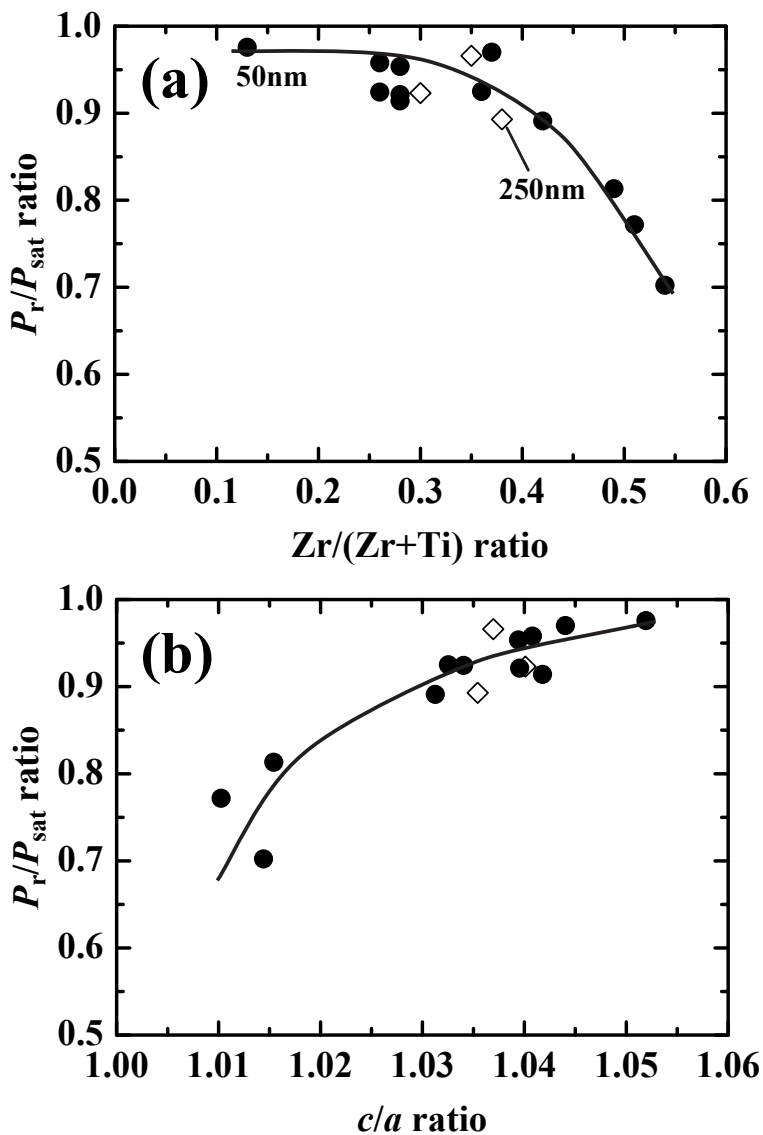 1.0
0.9
0.8
0.7
0.6
0.5
Pr/Psat ratio
(a)
50nm
250nm
0.0 0.1 0.2 0.3 0.4 0.5 0.6
Zr/(Zr+Ti) ratio
1.0
0.9
0.8
0.7
0.6
0.5
Pr/Psat ratio
(b)
1.00 1.01 1.02 1.03 1.04 1.05 1.06
c/a ratio